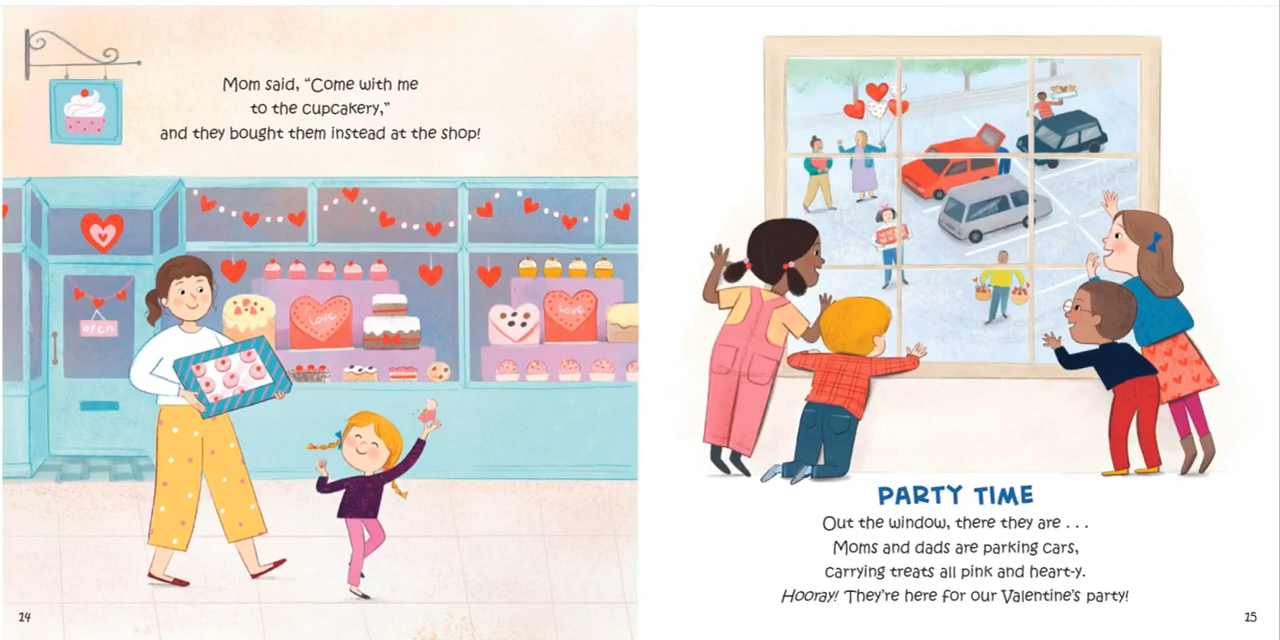 Mom said, “Come with me
to the cupcakery,”
and they bought them instead at the shop!
open
Love
Love
14
PARTY TIME
Out the window, there they are . . .
Moms and dads are parking cars,
carrying treats all pink and heart-y.
Hooray! They’re here for our Valentine’s party!
15